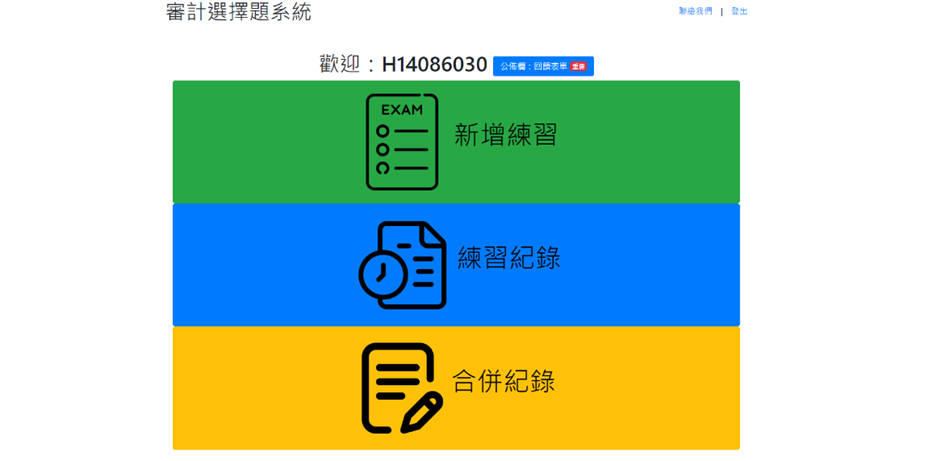 審計選擇題系統
聯絡我們 | 登出
歡迎：H14086030 公佈欄：回饋表單 重要
EXAM
新增練習
練習紀錄
合併紀錄